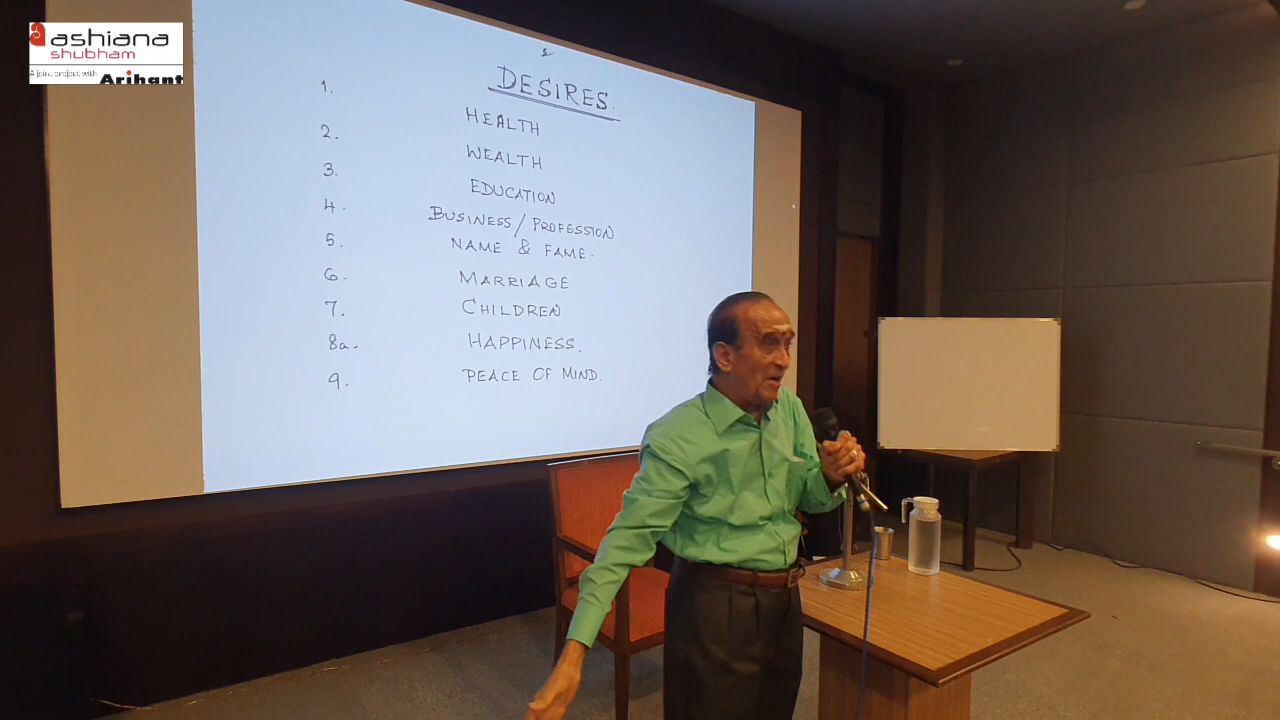 ashiana
shubham
A joint project with Arihant
DESIRES.
1. HEALTH
2. WEALTH
3. EDUCATION
4. BUSINESS/PROFESSION
5. NAME & FAME.
6. MARRIAGE
7. CHILDREN
8a. HAPPINESS.
9. PEACE OF MIND.